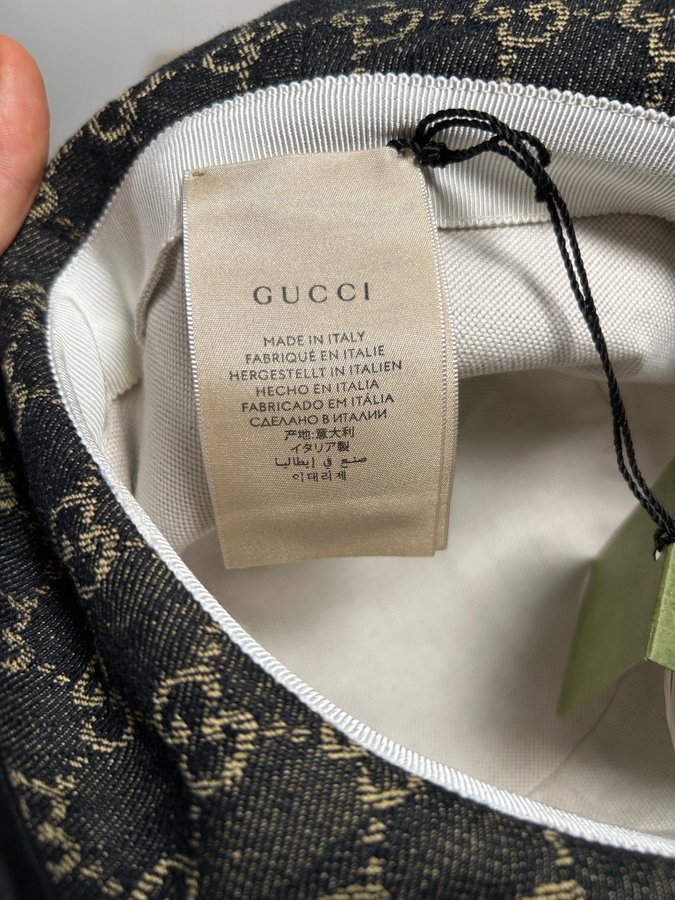 GUCCI
MADE IN ITALY
FABRIQUÉ EN ITALIE
HERGESTELLT IN ITALIEN
HECHO EN ITALIA
FABRICADO EM ITÁLIA
СДЕЛАНО В ИТАЛИИ
产地:意大利
イタリア製
صنع في إيطاليا
이태리제